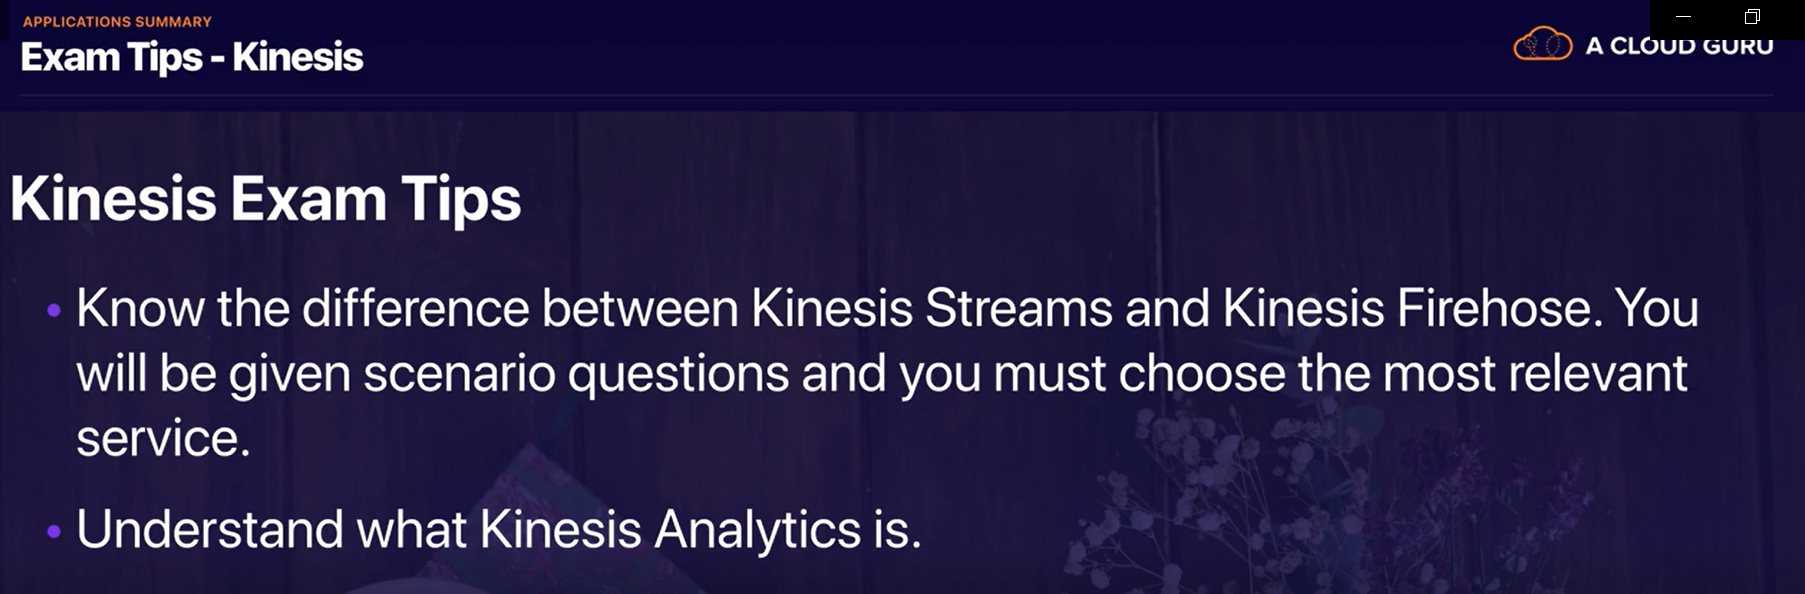 APPLICATIONS SUMMARY
Exam Tips - Kinesis
A CLOUD GURU
Kinesis Exam Tips
• Know the difference between Kinesis Streams and Kinesis Firehose. You
will be given scenario questions and you must choose the most relevant
service.
• Understand what Kinesis Analytics is.